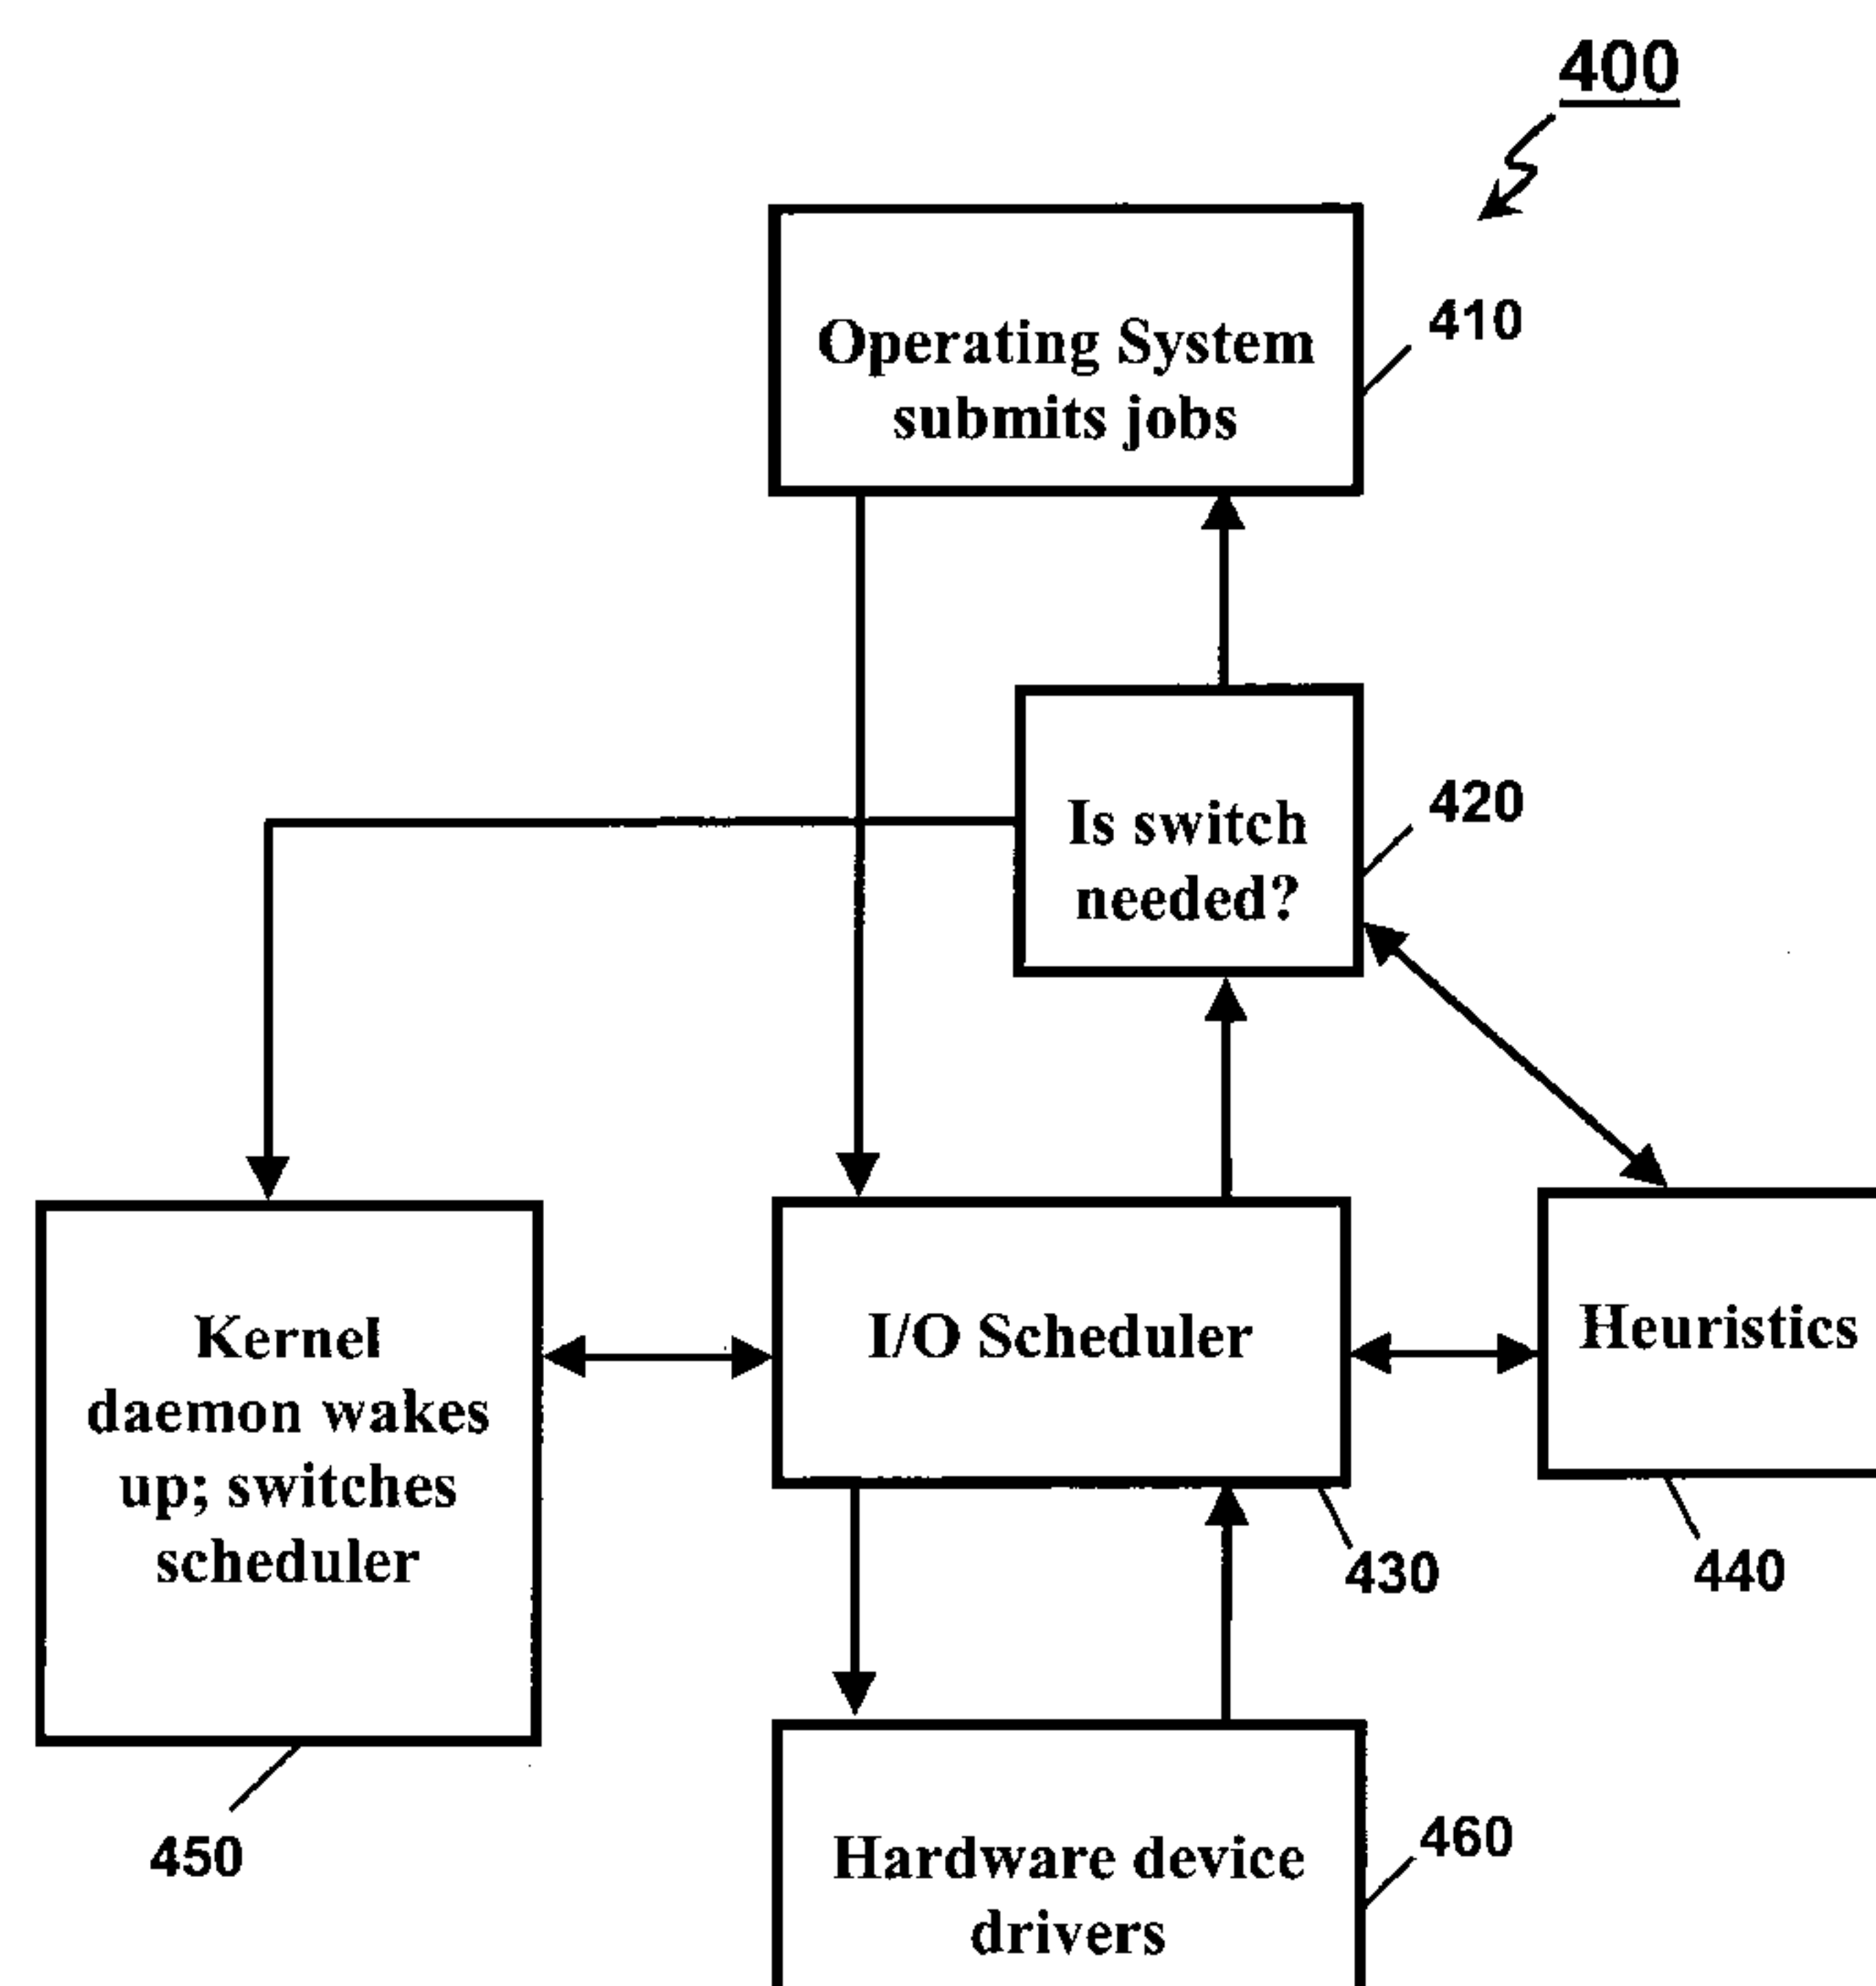 400
Operating System
submits jobs
410
Is switch
needed?
420
Kernel
daemon wakes
up; switches
scheduler
450
I/O Scheduler
430
Heuristics
440
Hardware device
drivers
460